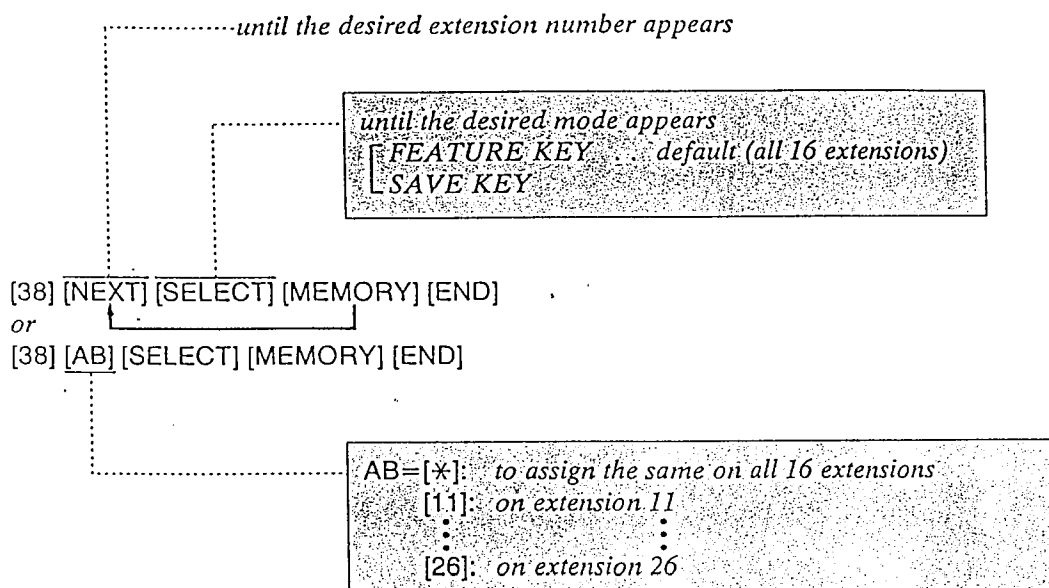 until the desired extension number appears
until the desired mode appears
FEATURE KEY . . default (all 16 extensions)
SAVE KEY
[38] [NEXT] [SELECT] [MEMORY] [END]
or
[38] [AB] [SELECT] [MEMORY] [END]
AB=[*]: to assign the same on all 16 extensions
[11]: on extension 11
[26]: on extension 26